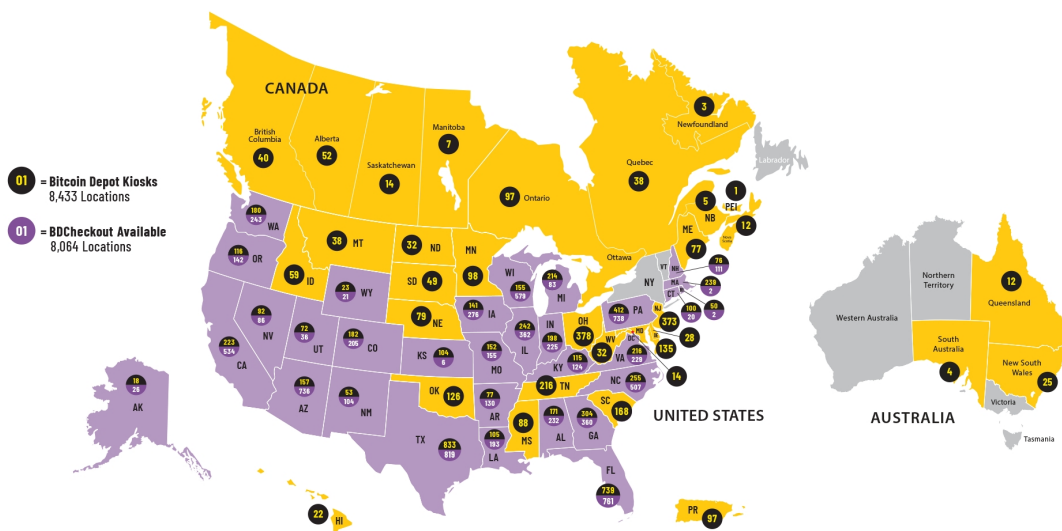 CANADA
British
Columbia
40
Alberta
52
Saskatchewan
14
Manitoba
7
97
Ontario
Quebec
38
3
Newfoundland
Labrador
1
PEI
5
NB
12
01
= Bitcoin Depot Kiosks
8,433 Locations
01
= BDCheckout Available
8,064 Locations
180
243
WA
116
142
OR
38
MT
59
ID
32
ND
SD
49
MN
98
WI
155
579
214
83
MI
Ottawa
ME
77
VT
NH
76
111
NY
MA
239
2
CT
50
2
100
20
NJ
373
28
135
14
23
21
WY
79
NE
141
276
IA
242
362
IL
IN
198
225
OH
378
412
738
PA
WV
32
MD
DC
216
229
VA
223
534
CA
92
86
NV
72
36
UT
182
205
CO
KS
104
6
152
155
MO
115
124
KY
157
736
AZ
53
104
NM
OK
126
77
130
AR
216
TN
255
507
NC
SC
168
88
MS
171
232
AL
304
360
GA
TX
833
819
105
193
LA
FL
739
761
18
26
AK
22
HI
PR
97
UNITED STATES
Western Australia
Northern
Territory
12
Queensland
South
Australia
4
New South
Wales
25
Victoria
Tasmania
AUSTRALIA